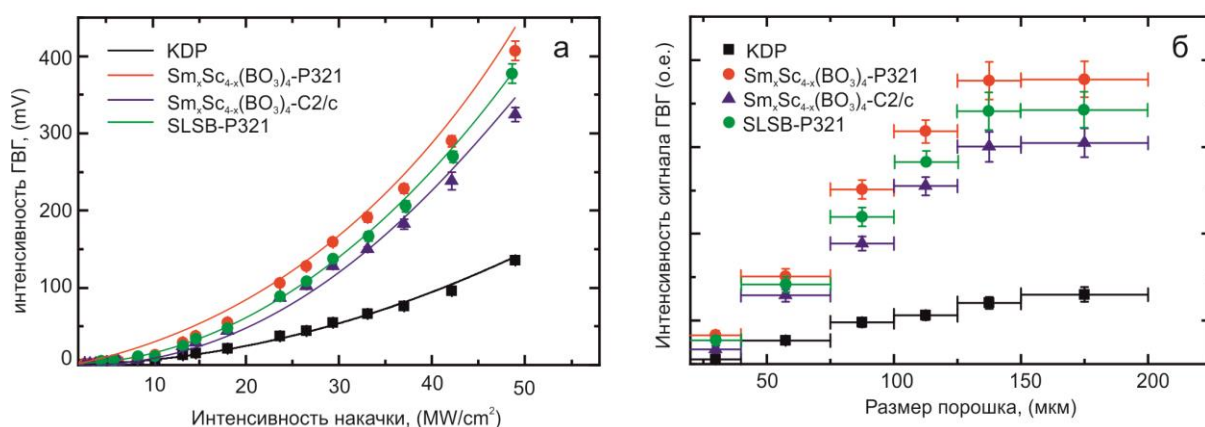 а
KDP
SmₓSc₄₋ₓ(BO₃)₄-P321
SmₓSc₄₋ₓ(BO₃)₄-C2/c
SLSB-P321
интенсивность ГВГ, (mV)
400
300
200
100
0
10
20
30
40
50
Интенсивность накачки, (MW/cm²)
б
KDP
SmₓSc₄₋ₓ(BO₃)₄-P321
SmₓSc₄₋ₓ(BO₃)₄-C2/c
SLSB-P321
Интенсивность сигнала ГВГ (о.е.)
50
100
150
200
Размер порошка, (мкм)